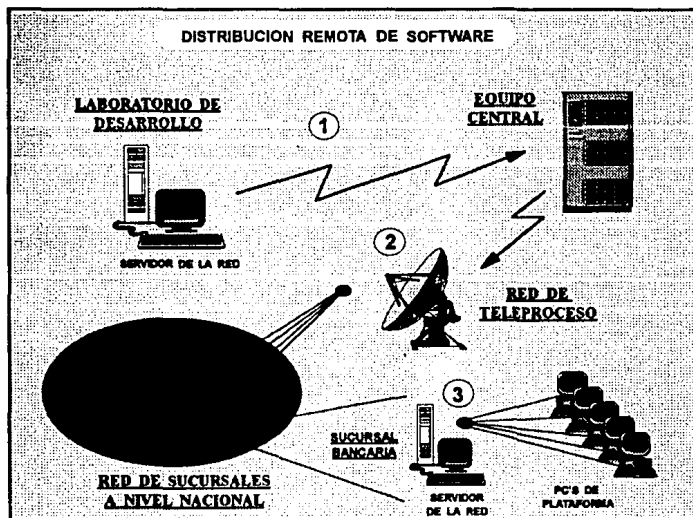 DISTRIBUCION REMOTA DE SOFTWARE
LABORATORIO DE
DESARROLLO
1
EQUIPO
CENTRAL
SERVIDOR DE LA RED
2
RED DE
TELEPROCESO
3
SUCURSAL
BANCARIA
RED DE SUCURSALES
A NIVEL NACIONAL
SERVIDOR
DE LA RED
PC'S DE
PLATAFORMA